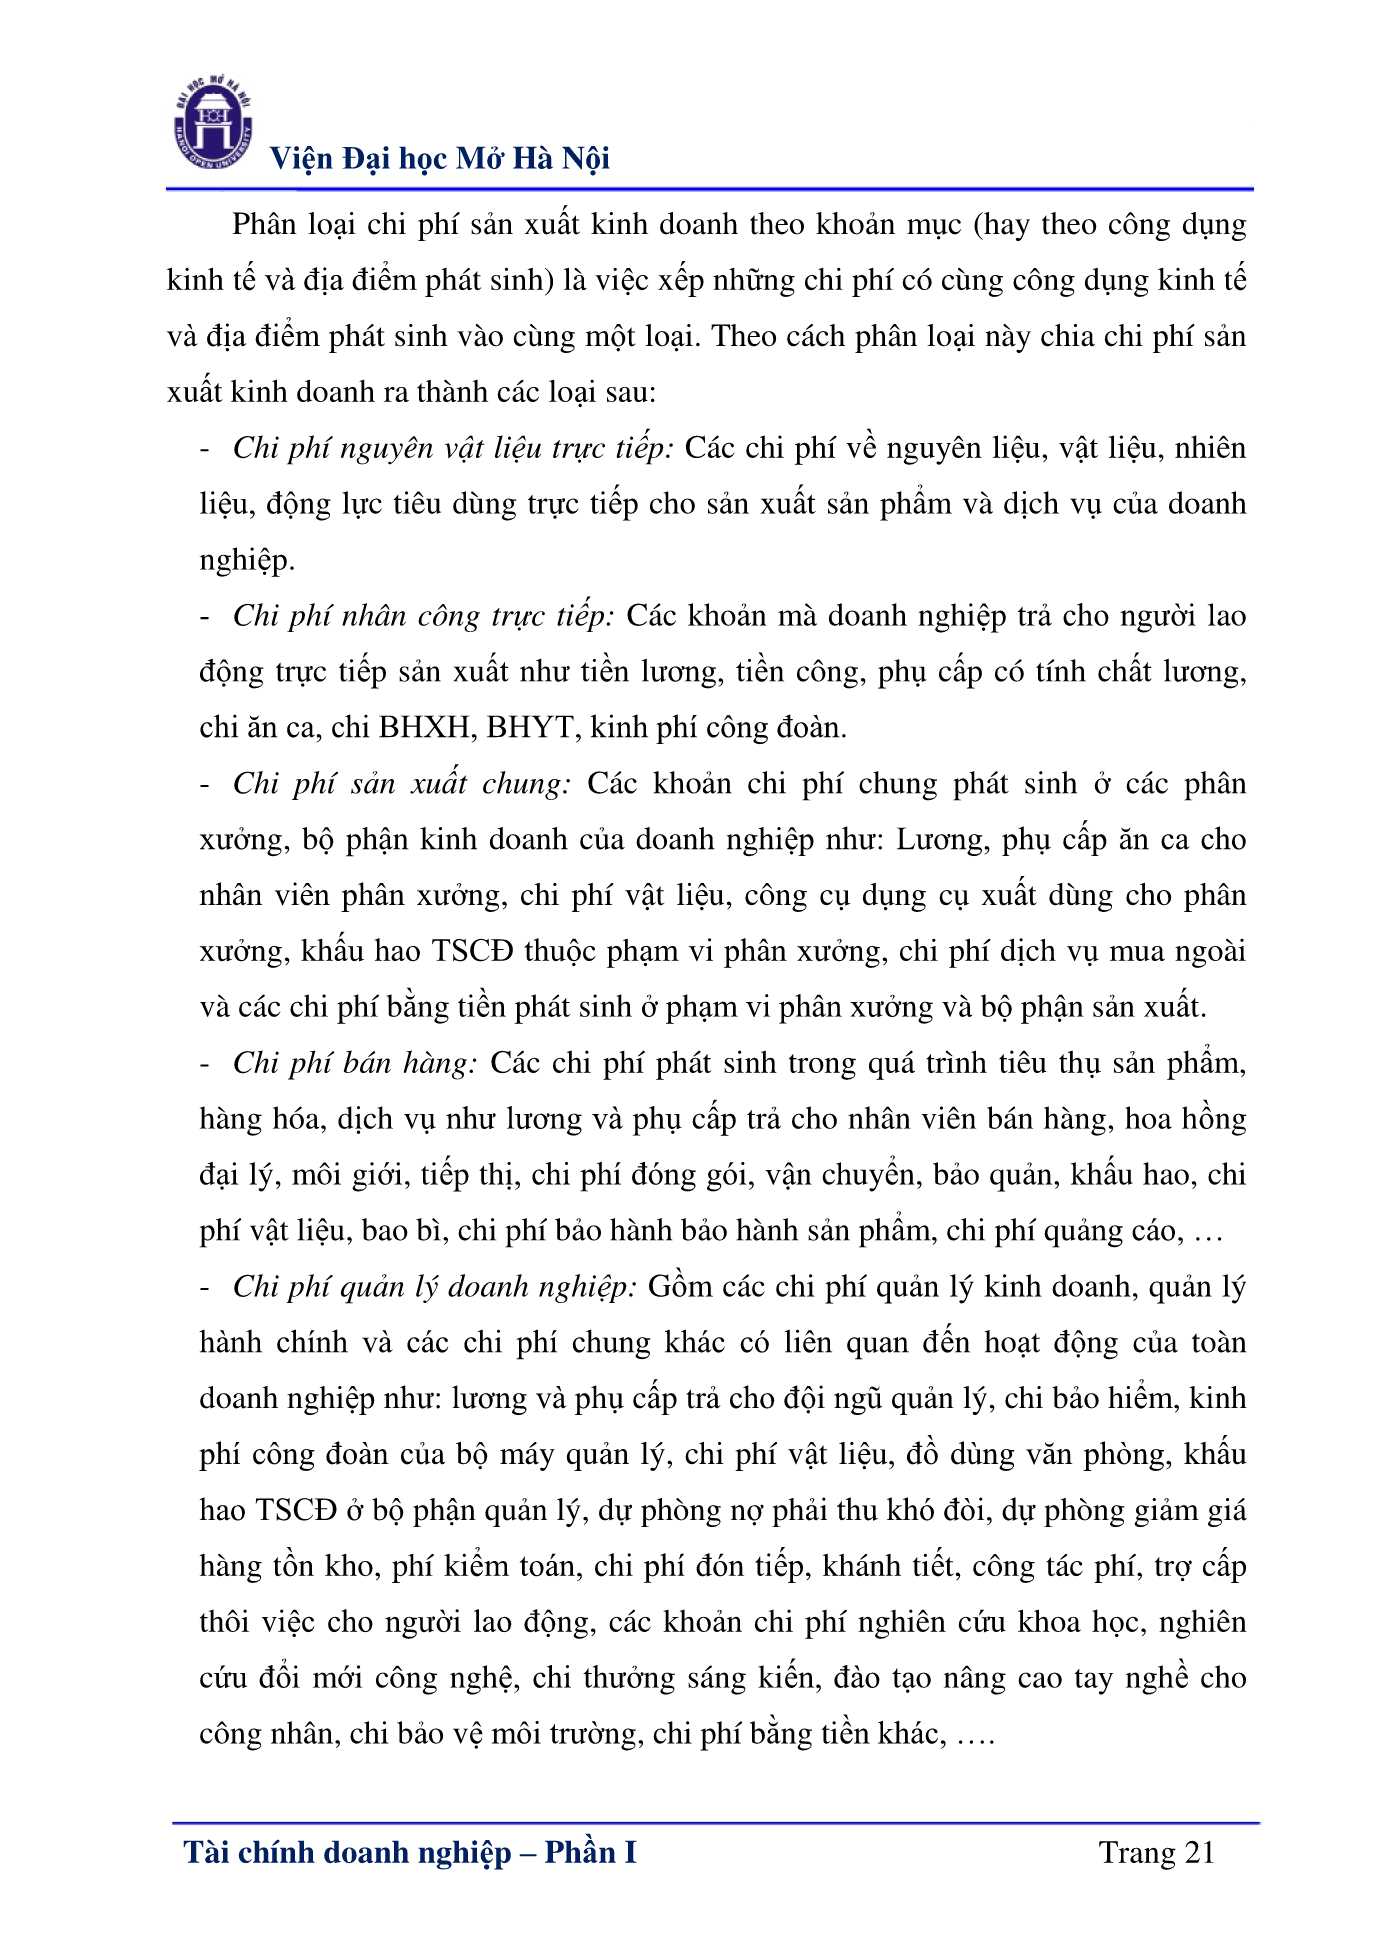 ĐẠI HỌC MỞ HÀ NỘI
HANOI OPEN UNIVERSITY
Viện Đại học Mở Hà Nội
Phân loại chi phí sản xuất kinh doanh theo khoản mục (hay theo công dụng
kinh tế và địa điểm phát sinh) là việc xếp những chi phí có cùng công dụng kinh tế
và địa điểm phát sinh vào cùng một loại. Theo cách phân loại này chia chi phí sản
xuất kinh doanh ra thành các loại sau:
- Chi phí nguyên vật liệu trực tiếp: Các chi phí về nguyên liệu, vật liệu, nhiên
liệu, động lực tiêu dùng trực tiếp cho sản xuất sản phẩm và dịch vụ của doanh
nghiệp.
- Chi phí nhân công trực tiếp: Các khoản mà doanh nghiệp trả cho người lao
động trực tiếp sản xuất như tiền lương, tiền công, phụ cấp có tính chất lương,
chi ăn ca, chi BHXH, BHYT, kinh phí công đoàn.
- Chi phí sản xuất chung: Các khoản chi phí chung phát sinh ở các phân
xưởng, bộ phận kinh doanh của doanh nghiệp như: Lương, phụ cấp ăn ca cho
nhân viên phân xưởng, chi phí vật liệu, công cụ dụng cụ xuất dùng cho phân
xưởng, khấu hao TSCĐ thuộc phạm vi phân xưởng, chi phí dịch vụ mua ngoài
và các chi phí bằng tiền phát sinh ở phạm vi phân xưởng và bộ phận sản xuất.
- Chi phí bán hàng: Các chi phí phát sinh trong quá trình tiêu thụ sản phẩm,
hàng hóa, dịch vụ như lương và phụ cấp trả cho nhân viên bán hàng, hoa hồng
đại lý, môi giới, tiếp thị, chi phí đóng gói, vận chuyển, bảo quản, khấu hao, chi
phí vật liệu, bao bì, chi phí bảo hành bảo hành sản phẩm, chi phí quảng cáo, …
- Chi phí quản lý doanh nghiệp: Gồm các chi phí quản lý kinh doanh, quản lý
hành chính và các chi phí chung khác có liên quan đến hoạt động của toàn
doanh nghiệp như: lương và phụ cấp trả cho đội ngũ quản lý, chi bảo hiểm, kinh
phí công đoàn của bộ máy quản lý, chi phí vật liệu, đồ dùng văn phòng, khấu
hao TSCĐ ở bộ phận quản lý, dự phòng nợ phải thu khó đòi, dự phòng giảm giá
hàng tồn kho, phí kiểm toán, chi phí đón tiếp, khánh tiết, công tác phí, trợ cấp
thôi việc cho người lao động, các khoản chi phí nghiên cứu khoa học, nghiên
cứu đổi mới công nghệ, chi thưởng sáng kiến, đào tạo nâng cao tay nghề cho
công nhân, chi bảo vệ môi trường, chi phí bằng tiền khác, ….
Tài chính doanh nghiệp – Phần I Trang 21